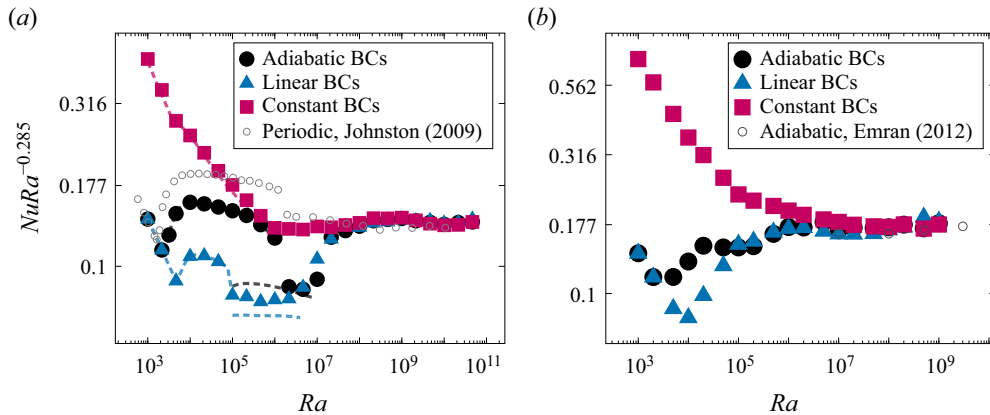 (a)
Adiabatic BCs
Linear BCs
Constant BCs
Periodic, Johnston (2009)
0.316
0.177
0.1
NuRa^−0.285
10^3
10^5
10^6
10^7
10^9
10^11
Ra
(b)
Adiabatic BCs
Linear BCs
Constant BCs
Adiabatic, Emran (2012)
0.562
0.316
0.177
0.1
10^3
10^5
10^7
10^9
Ra